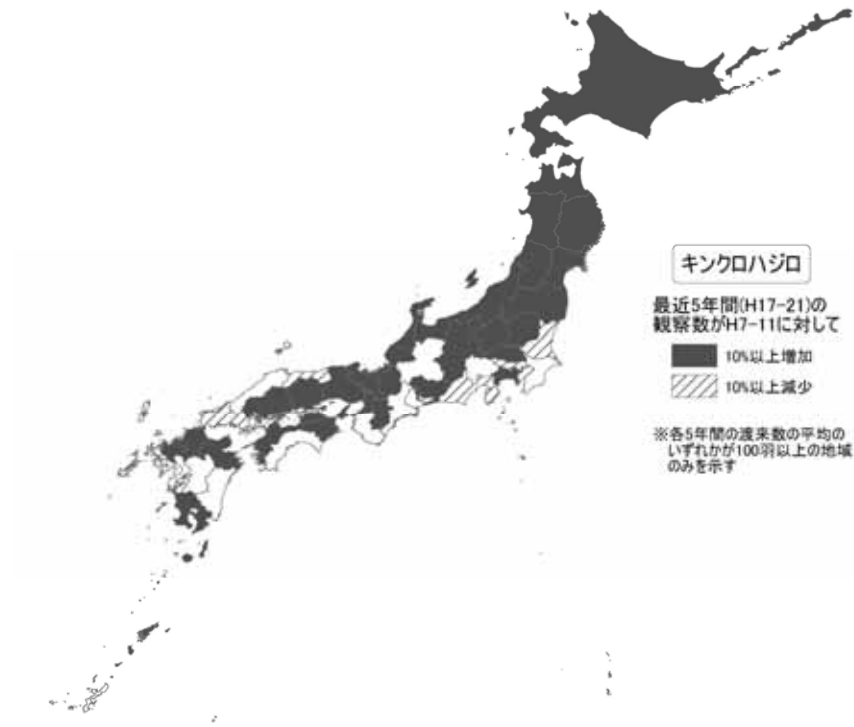 キンクロハジロ
最近5年間(H17-21)の
観察数がH7-11に対して
10%以上増加
10%以上減少
※各5年間の渡来数の平均の
いずれかが100羽以上の地域
のみを示す